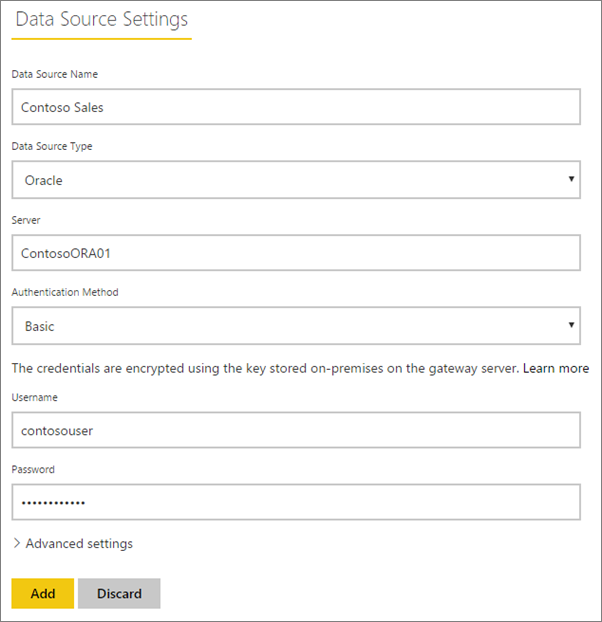 Data Source Settings
Data Source Name
Contoso Sales
Data Source Type
Oracle
Server
ContosoORA01
Authentication Method
Basic
The credentials are encrypted using the key stored on-premises on the gateway server. Learn more
Username
contosouser
Password
••••••••••••
Advanced settings
Add Discard